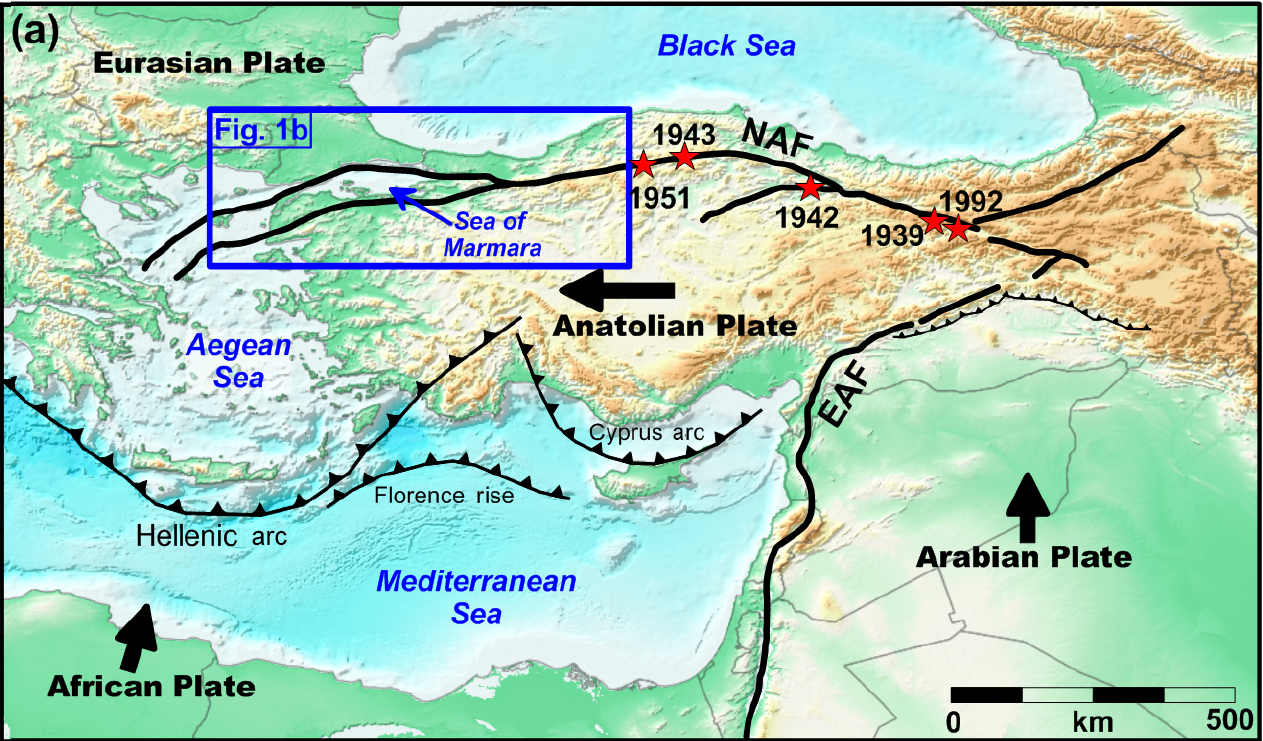 (a)
Eurasian Plate
Black Sea
Fig. 1b
1943
NAF
1951
1942
1992
1939
Sea of
Marmara
Anatolian Plate
Aegean
Sea
EAF
Cyprus arc
Florence rise
Hellenic arc
Arabian Plate
Mediterranean
Sea
African Plate
0 km 500